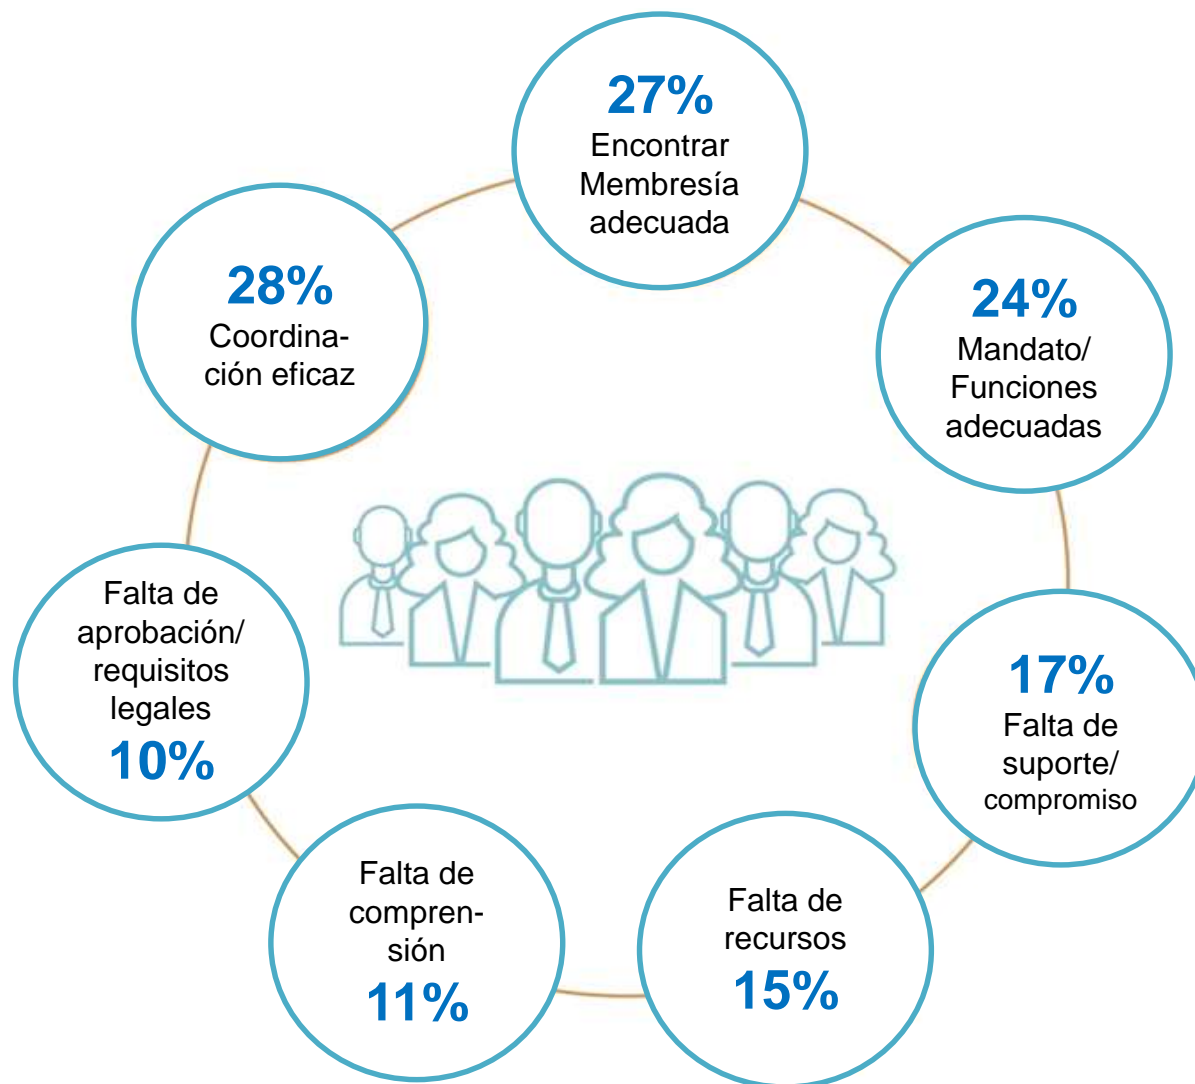 27%
Encontrar
Membresía
adecuada
24%
Mandato/
Funciones
adecuadas
17%
Falta de
suporte/
compromiso
Falta de
recursos
15%
Falta de
compren-
sión
11%
Falta de
aprobación/
requisitos
legales
10%
28%
Coordina-
ción eficaz